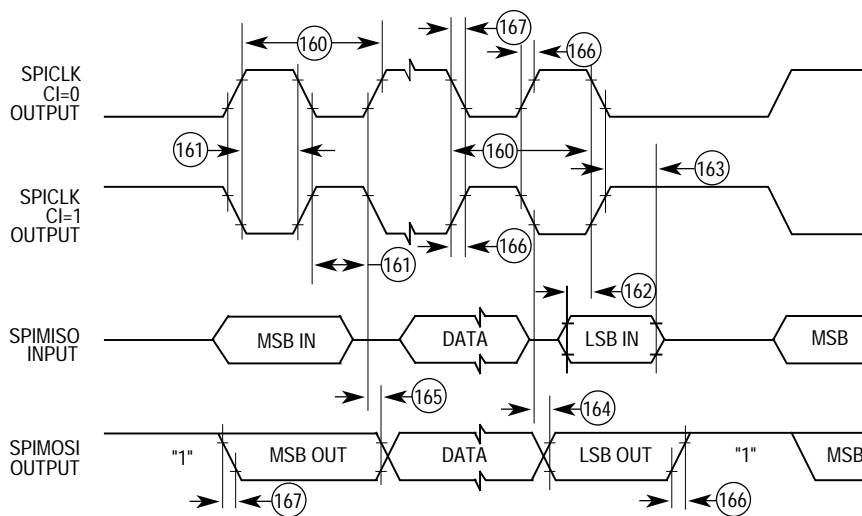 160
167
166
SPICLK
CI=0
OUTPUT
161
160
163
SPICLK
CI=1
OUTPUT
161
166
162
SPIMISO
INPUT
MSB IN
DATA
LSB IN
MSB
165
164
SPIMOSI
OUTPUT
"1"
MSB OUT
DATA
LSB OUT
"1"
MSB
167
166